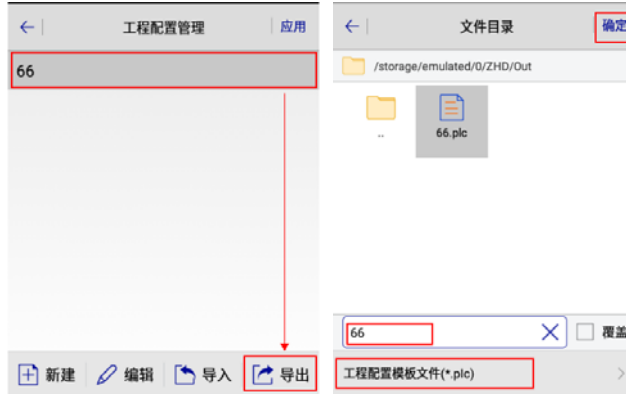 工程配置管理
应用
66
新建
编辑
导入
导出
文件目录
确定
/storage/emulated/0/ZHD/Out
..
66.plc
66
覆盖
工程配置模板文件(*.plc)